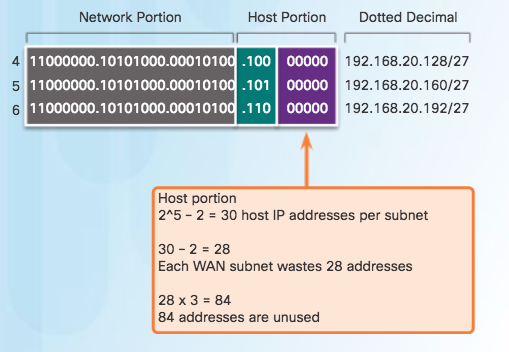 Network Portion Host Portion Dotted Decimal
4 11000000.10101000.00010100 .100 00000 192.168.20.128/27
5 11000000.10101000.00010100 .101 00000 192.168.20.160/27
6 11000000.10101000.00010100 .110 00000 192.168.20.192/27
Host portion
2^5 – 2 = 30 host IP addresses per subnet
30 – 2 = 28
Each WAN subnet wastes 28 addresses
28 x 3 = 84
84 addresses are unused